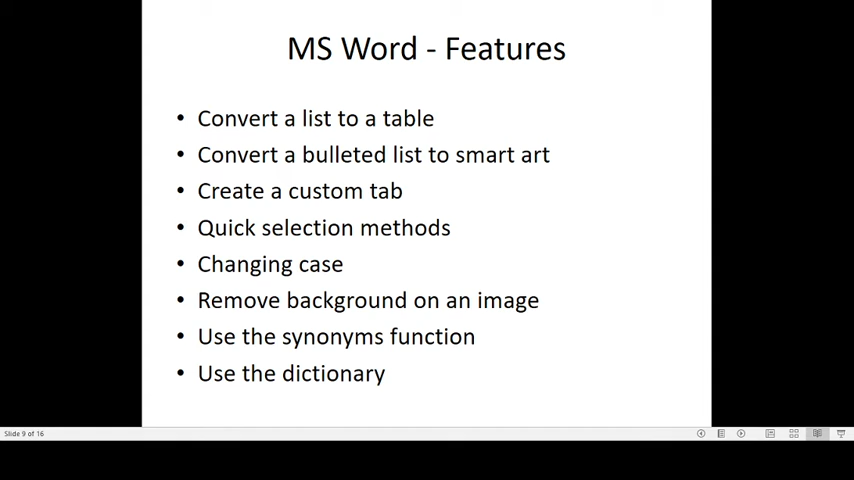 MS Word - Features
• Convert a list to a table
• Convert a bulleted list to smart art
• Create a custom tab
• Quick selection methods
• Changing case
• Remove background on an image
• Use the synonyms function
• Use the dictionary
Slide 9 of 16